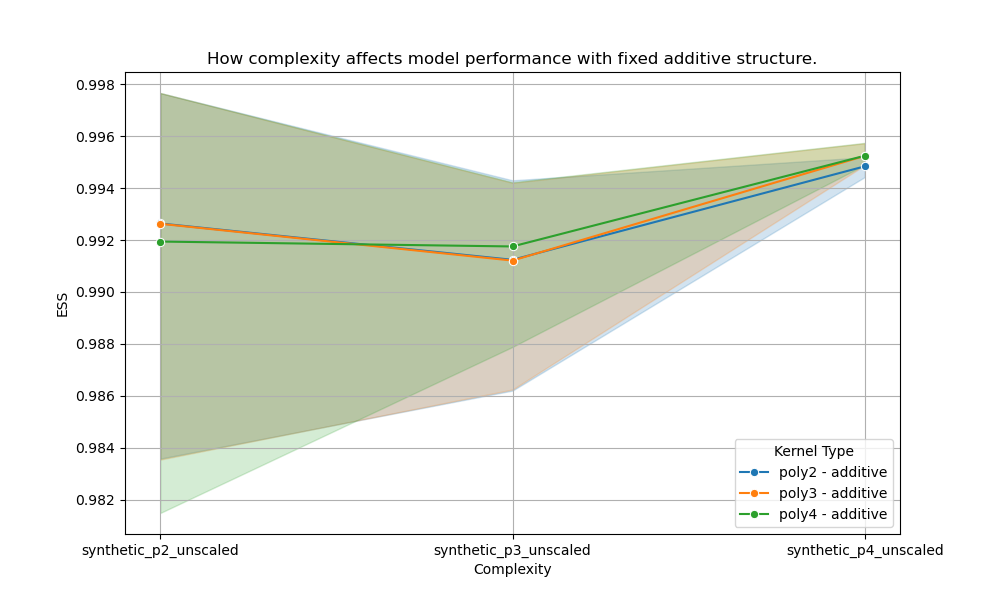 How complexity affects model performance with fixed additive structure.
0.998
0.996
0.994
0.992
0.990
0.988
0.986
0.984
0.982
ESS
Kernel Type
poly2 - additive
poly3 - additive
poly4 - additive
synthetic_p2_unscaled
synthetic_p3_unscaled
synthetic_p4_unscaled
Complexity